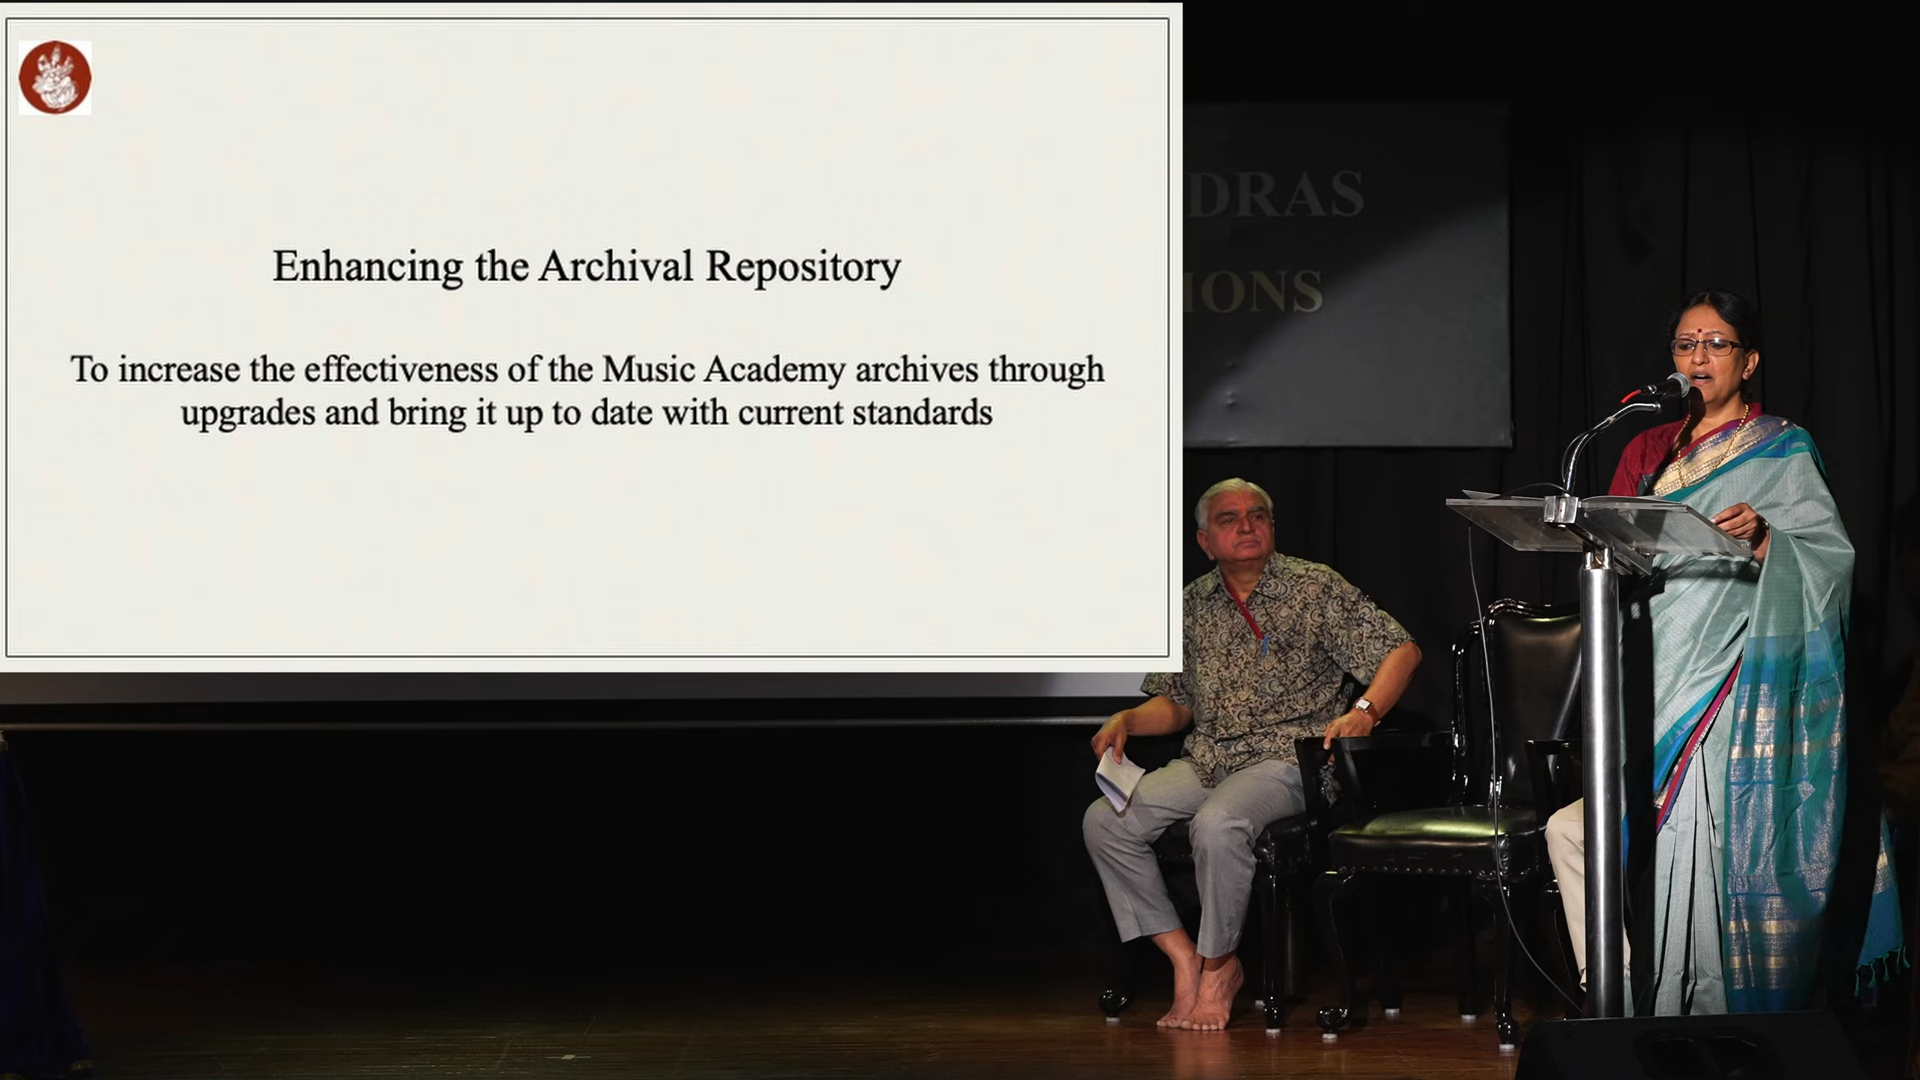 Enhancing the Archival Repository
To increase the effectiveness of the Music Academy archives through
upgrades and bring it up to date with current standards
DRAS
IONS